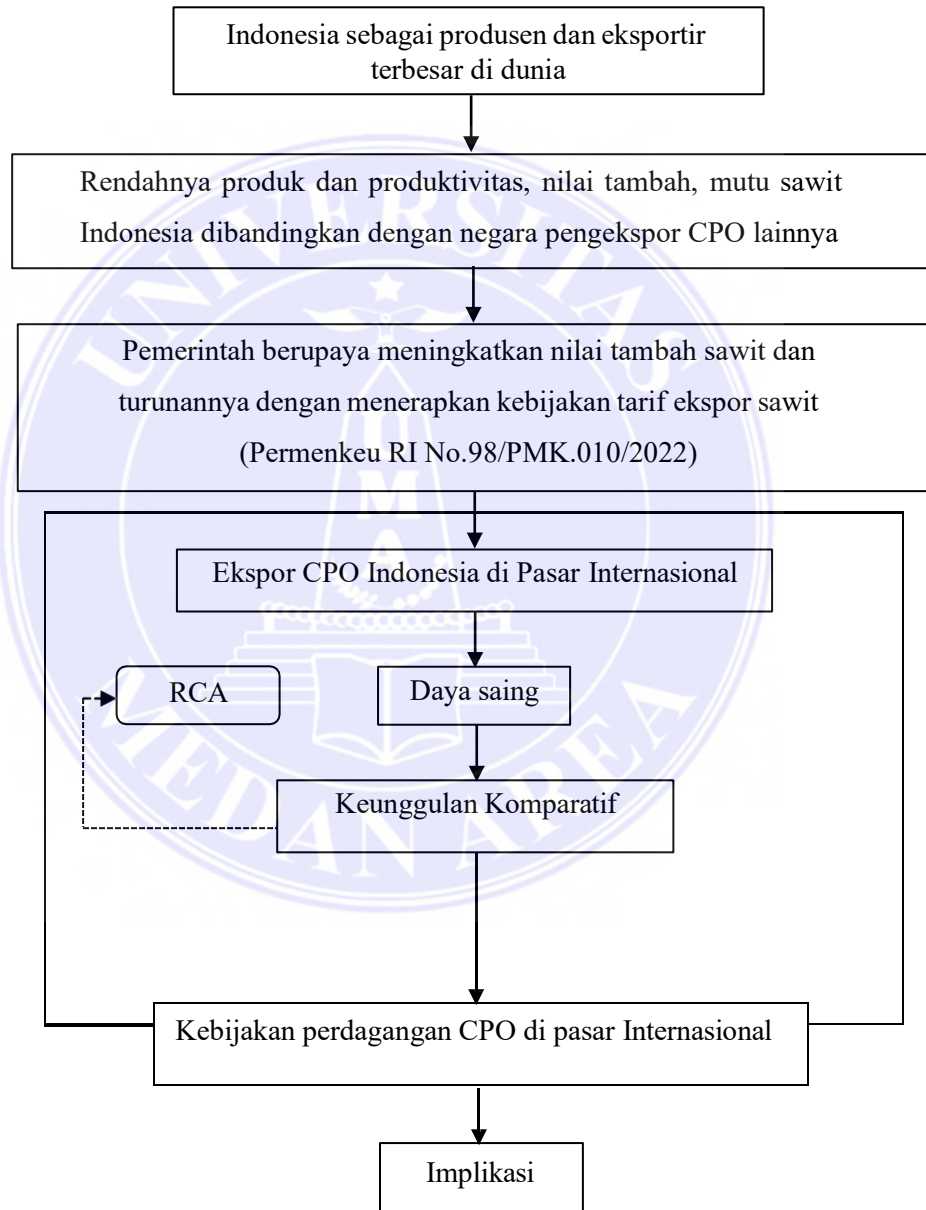 Indonesia sebagai produsen dan eksportir
terbesar di dunia
Rendahnya produk dan produktivitas, nilai tambah, mutu sawit
Indonesia dibandingkan dengan negara pengekspor CPO lainnya
Pemerintah berupaya meningkatkan nilai tambah sawit dan
turunannya dengan menerapkan kebijakan tarif ekspor sawit
(Permenkeu RI No.98/PMK.010/2022)
Ekspor CPO Indonesia di Pasar Internasional
RCA
Daya saing
Keunggulan Komparatif
Kebijakan perdagangan CPO di pasar Internasional
Implikasi
UNIVERSITAS
MEDAN AREA